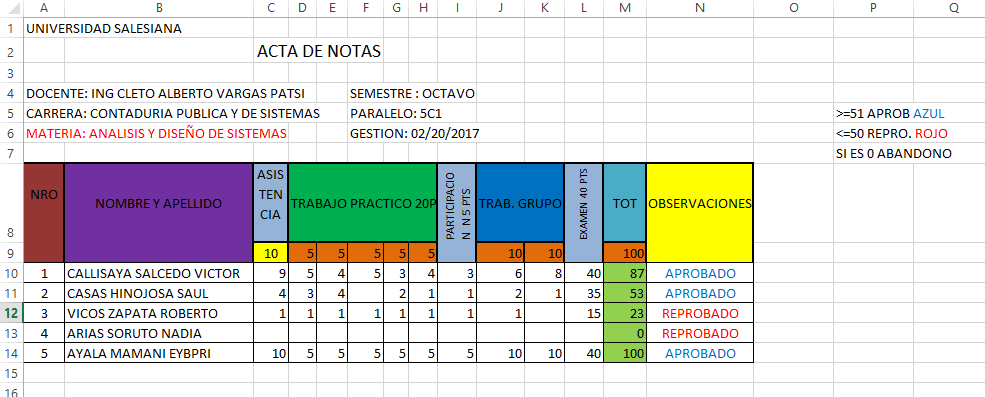 A B C D E F G H I J K L M N O P Q
1 UNIVERSIDAD SALESIANA
2 ACTA DE NOTAS
3
4 DOCENTE: ING CLETO ALBERTO VARGAS PATSI SEMESTRE : OCTAVO
5 CARRERA: CONTADURIA PUBLICA Y DE SISTEMAS PARALELO: 5C1 >=51 APROB AZUL
6 MATERIA: ANALISIS Y DISEÑO DE SISTEMAS GESTION: 02/20/2017 <=50 REPRO. ROJO
7 SI ES 0 ABANDONO
8 NRO NOMBRE Y APELLIDO ASIS TEN CIA TRABAJO PRACTICO 20P PARTICIPACIO N N 5 PTS TRAB. GRUPO EXAMEN 40 PTS TOT OBSERVACIONES
9 10 5 5 5 5 5 5 10 10 100
10 1 CALLISAYA SALCEDO VICTOR 9 5 4 5 3 4 3 6 8 40 87 APROBADO
11 2 CASAS HINOJOSA SAUL 4 3 4 2 1 1 2 1 35 53 APROBADO
12 3 VICOS ZAPATA ROBERTO 1 1 1 1 1 1 1 1 15 23 REPROBADO
13 4 ARIAS SORUTO NADIA 0 REPROBADO
14 5 AYALA MAMANI EYBPRI 10 5 5 5 5 5 5 10 10 40 100 APROBADO
15
16